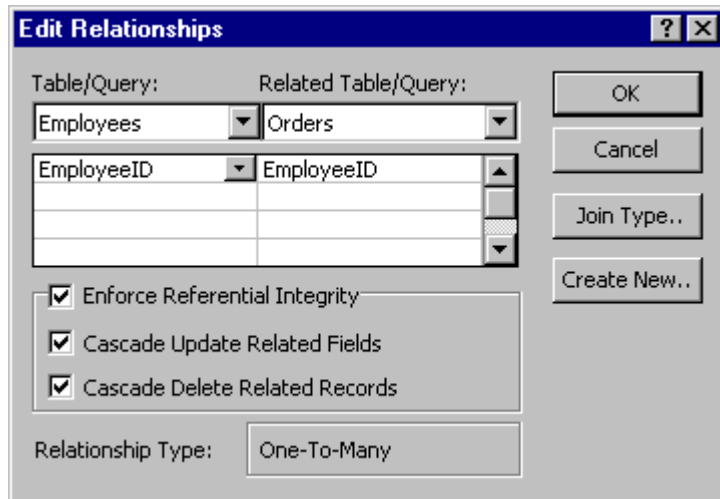 Edit Relationships
Table/Query: Related Table/Query:
Employees Orders
EmployeeID EmployeeID
Enforce Referential Integrity
Cascade Update Related Fields
Cascade Delete Related Records
Relationship Type: One-To-Many
OK
Cancel
Join Type..
Create New..